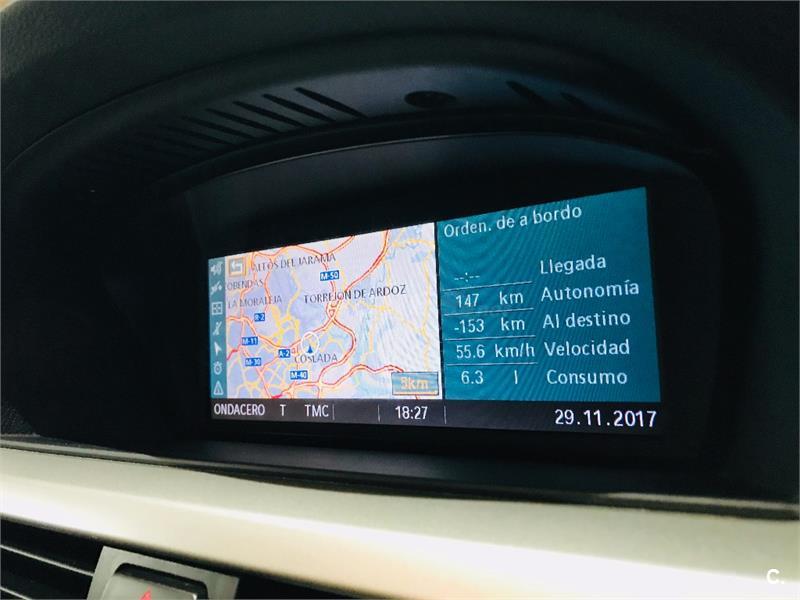 Orden. de a bordo
--:-- Llegada
147 km Autonomía
-153 km Al destino
55.6 km/h Velocidad
6.3 l Consumo
ALTOS DEL JARAMA
M-50
COBENDAS
LA MORALEJA
TORREJON DE ARDOZ
R-2
M-11
A-2
COSLADA
M-30
M-40
3km
ONDACERO T TMC 18:27 29.11.2017
C.